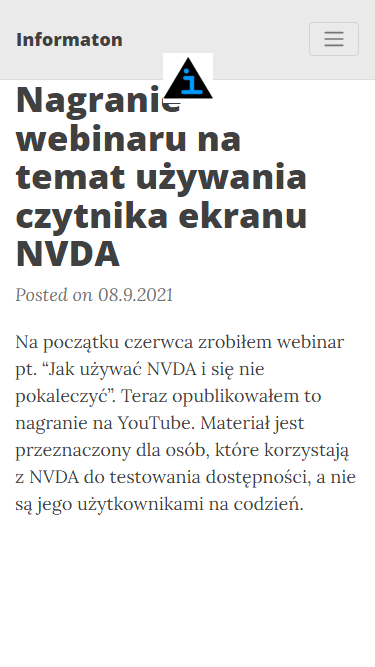 Informaton
Nagranie
webinaru na
temat używania
czytnika ekranu
NVDA
Posted on 08.9.2021
Na początku czerwca zrobiłem webinar
pt. “Jak używać NVDA i się nie
pokaleczyć”. Teraz opublikowałem to
nagranie na YouTube. Materiał jest
przeznaczony dla osób, które korzystają
z NVDA do testowania dostępności, a nie
są jego użytkownikami na codzień.